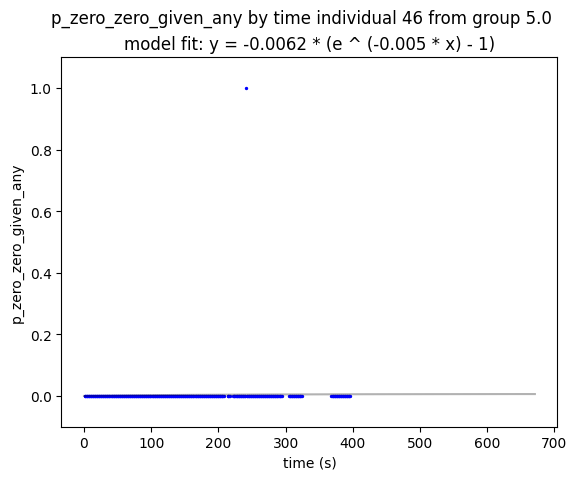 p_zero_zero_given_any by time individual 46 from group 5.0
model fit: y = -0.0062 * (e ^ (-0.005 * x) - 1)
1.0
0.8
0.6
0.4
0.2
0.0
p_zero_zero_given_any
0 100 200 300 400 500 600 700
time (s)